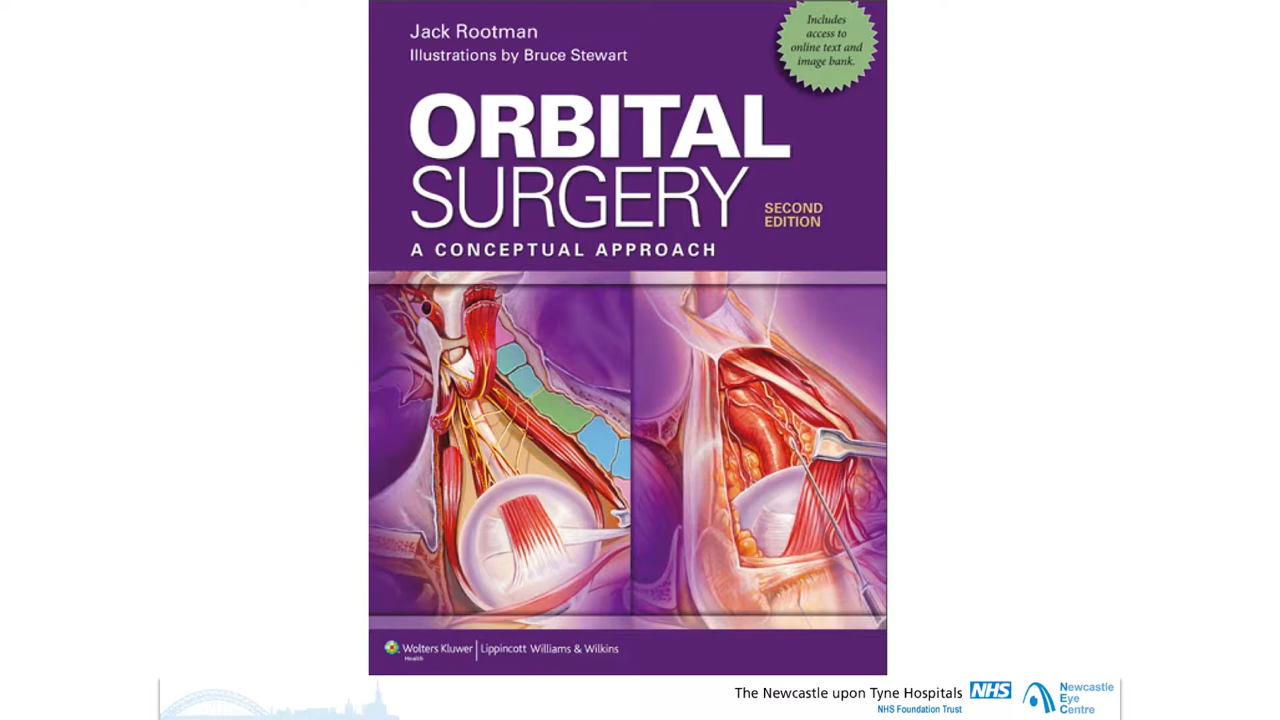 Jack Rootman
Illustrations by Bruce Stewart
Includes
access to
online text and
image bank.
ORBITAL
SURGERY
SECOND
EDITION
A CONCEPTUAL APPROACH
Wolters Kluwer
Health
Lippincott Williams & Wilkins
The Newcastle upon Tyne Hospitals
NHS
NHS Foundation Trust
Newcastle
Eye
Centre